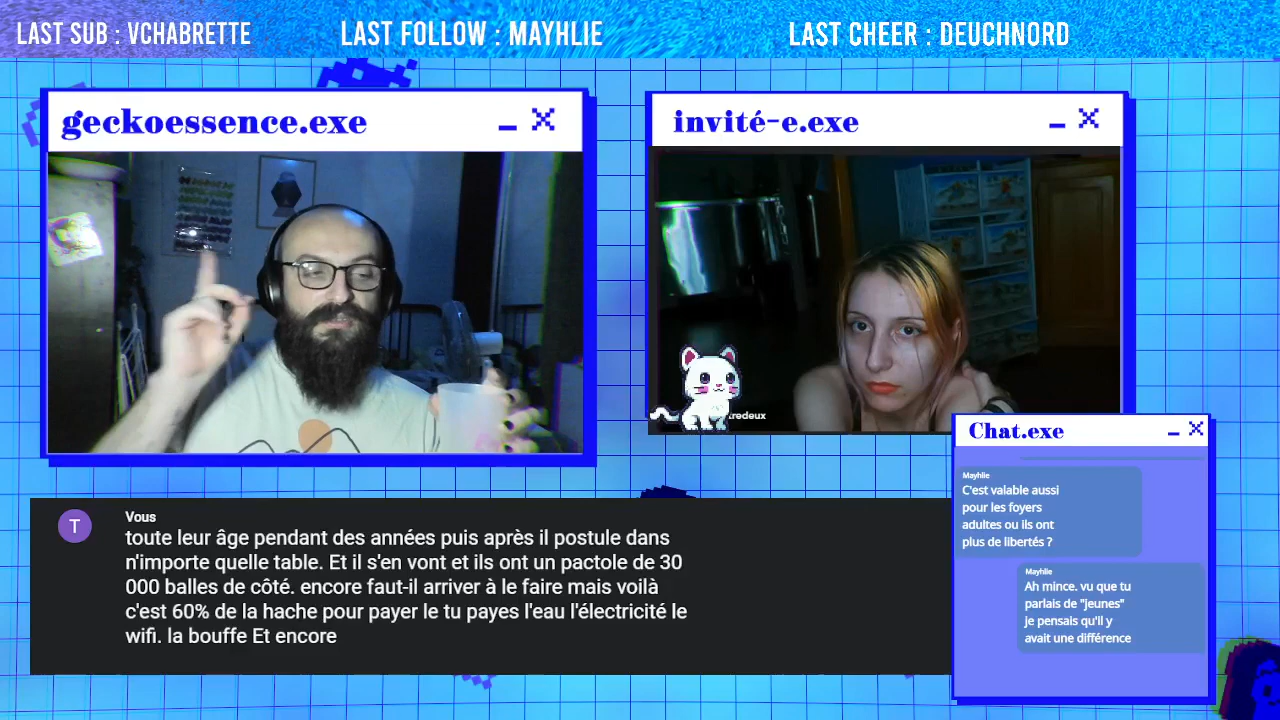 LAST SUB : VCHABRETTE
LAST FOLLOW : MAYHLIE
LAST CHEER : DEUCHNORD
geckoessence.exe
invité-e.exe
redeux
Chat.exe
Mayhlie
C'est valable aussi
pour les foyers
adultes ou ils ont
plus de libertés ?
Mayhlie
Ah mince. vu que tu
parlais de "jeunes"
je pensais qu'il y
avait une différence
T
Vous
toute leur âge pendant des années puis après il postule dans
n'importe quelle table. Et il s'en vont et ils ont un pactole de 30
000 balles de côté. encore faut-il arriver à le faire mais voilà
c'est 60% de la hache pour payer le tu payes l'eau l'électricité le
wifi. la bouffe Et encore